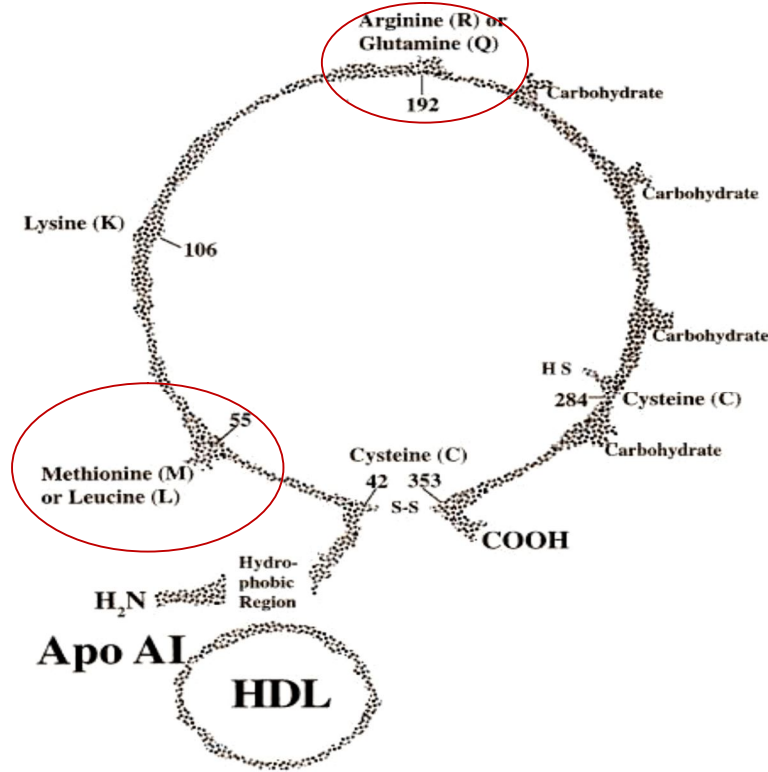 Arginine (R) or
Glutamine (Q)
192
Carbohydrate
Carbohydrate
Lysine (K)
106
Carbohydrate
H S
284
Cysteine (C)
55
Carbohydrate
Methionine (M)
or Leucine (L)
Cysteine (C)
42 353
S-S
COOH
Hydro-
phobic
Region
H₂N
Apo AI
HDL